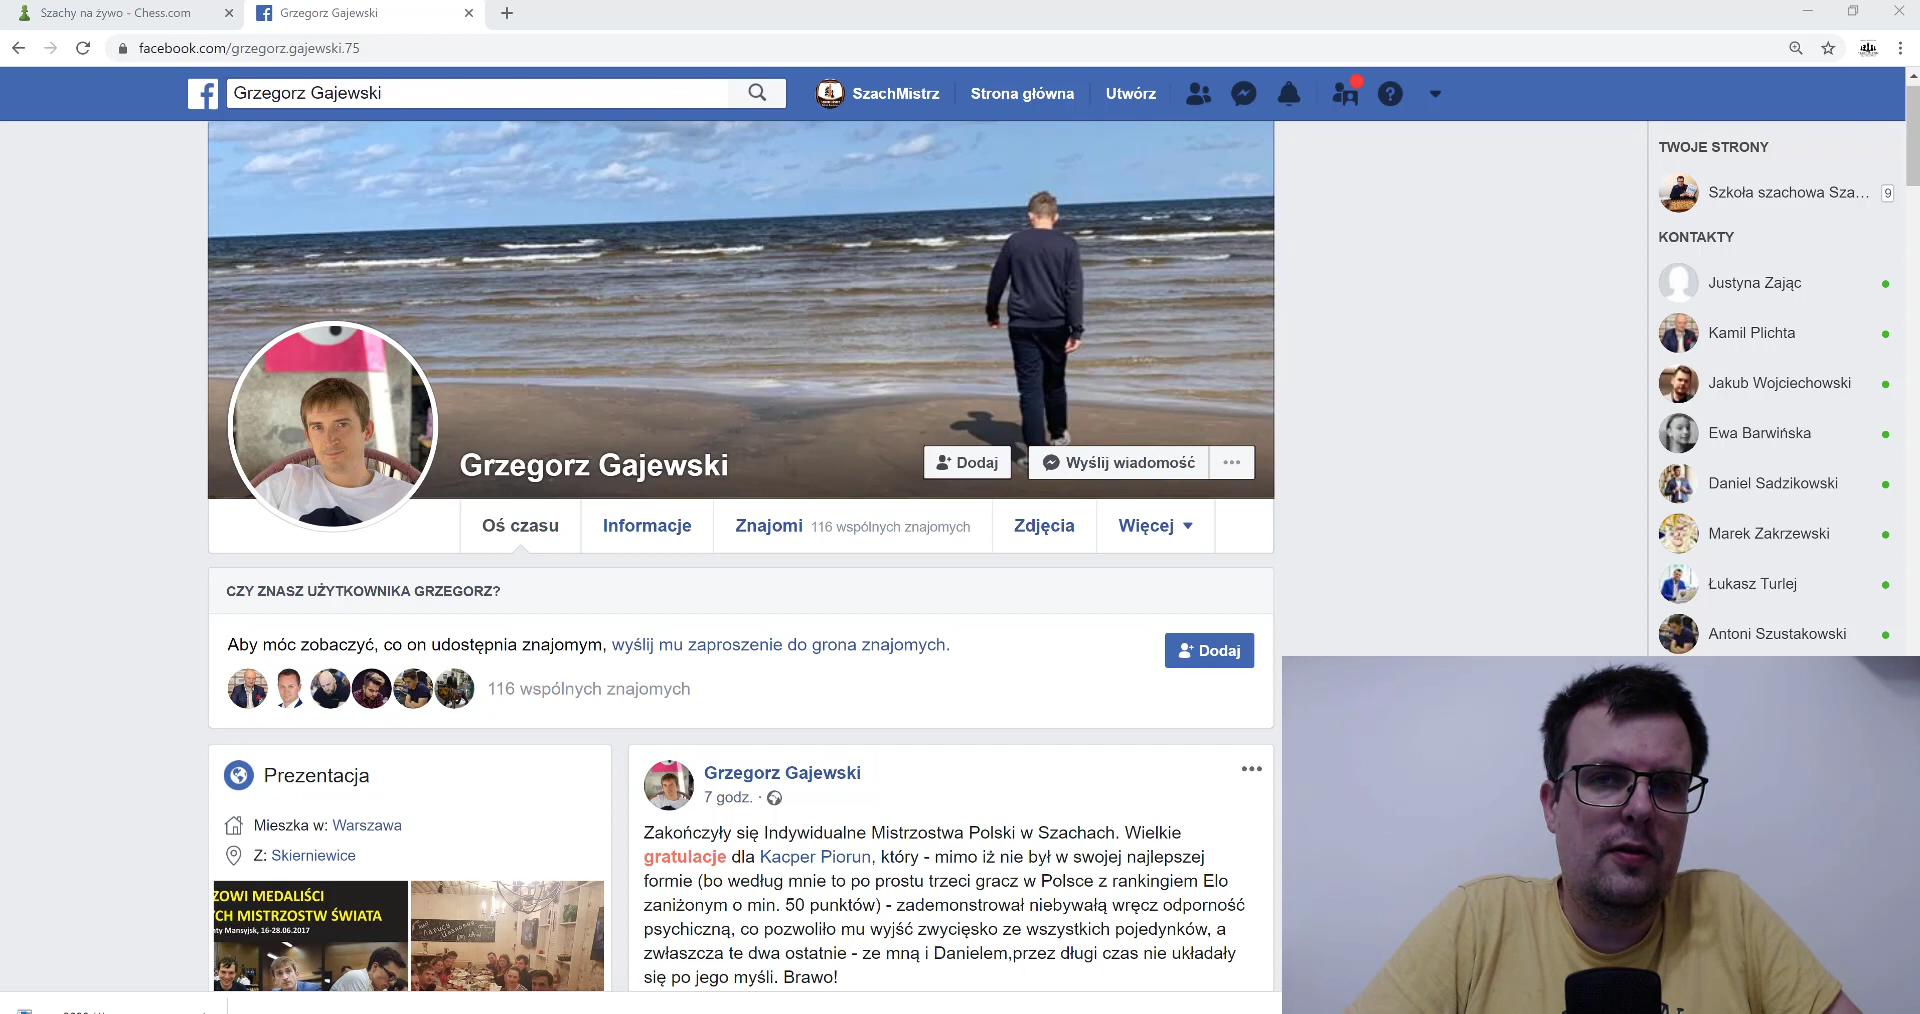 Szachy na żywo - Chess.com
Grzegorz Gajewski
facebook.com/grzegorz.gajewski.75
Grzegorz Gajewski
SzachMistrz
Strona główna
Utwórz
TWOJE STRONY
Szkoła szachowa Sza...
9
KONTAKTY
Justyna Zając
Kamil Plichta
Jakub Wojciechowski
Ewa Barwińska
Daniel Sadzikowski
Marek Zakrzewski
Łukasz Turlej
Antoni Szustakowski
Grzegorz Gajewski
Dodaj
Wyślij wiadomość
Oś czasu
Informacje
Znajomi 116 wspólnych znajomych
Zdjęcia
Więcej
CZY ZNASZ UŻYTKOWNIKA GRZEGORZ?
Aby móc zobaczyć, co on udostępnia znajomym, wyślij mu zaproszenie do grona znajomych.
Dodaj
116 wspólnych znajomych
Prezentacja
Mieszka w: Warszawa
Z: Skierniewice
ZOWI MEDALIŚCI
YCH MISTRZOSTW ŚWIATA
nty Mansyjsk, 16-28.06.2017
Grzegorz Gajewski
7 godz. ·
Zakończyły się Indywidualne Mistrzostwa Polski w Szachach. Wielkie
gratulacje dla Kacper Piorun, który - mimo iż nie był w swojej najlepszej
formie (bo według mnie to po prostu trzeci gracz w Polsce z rankingiem Elo
zaniżonym o min. 50 punktów) - zademonstrował niebywałą wręcz odporność
psychiczną, co pozwoliło mu wyjść zwycięsko ze wszystkich pojedynków, a
zwłaszcza te dwa ostatnie - ze mną i Danielem,przez długi czas nie układały
się po jego myśli. Brawo!